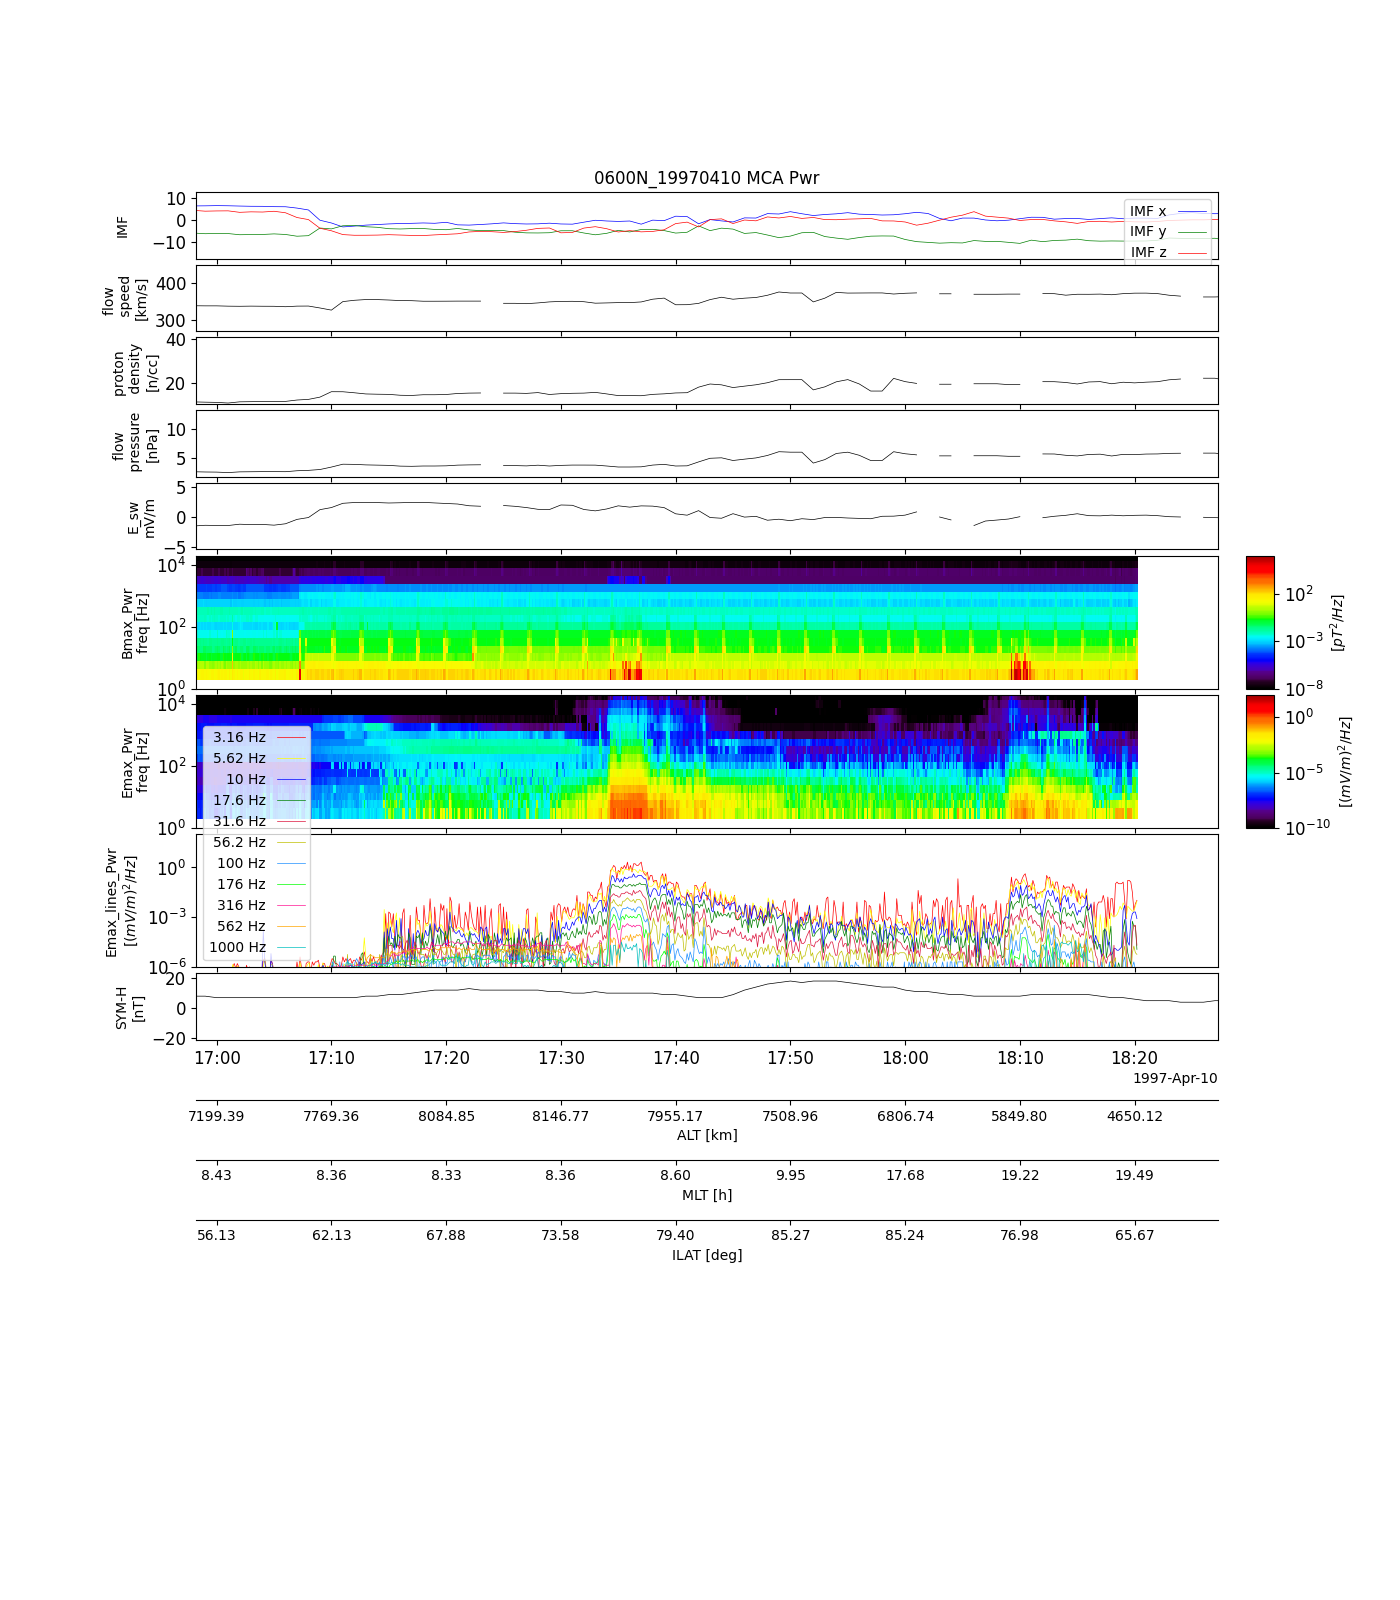 0600N_19970410 MCA Pwr
10
0
−10
IMF
IMF x
IMF y
IMF z
400
300
flow
speed
[km/s]
40
20
proton
density
[n/cc]
10
5
flow
pressure
[nPa]
5
0
−5
E_sw
mV/m
10^4
10^2
10^0
Bmax_Pwr
freq [Hz]
10^2
10^−3
10^−8
[pT^2/Hz]
10^4
10^2
10^0
Emax_Pwr
freq [Hz]
10^0
10^−5
10^−10
[(mV/m)^2/Hz]
3.16 Hz
5.62 Hz
10 Hz
17.6 Hz
31.6 Hz
56.2 Hz
100 Hz
176 Hz
316 Hz
562 Hz
1000 Hz
10^0
10^−3
10^−6
Emax_lines_Pwr
[(mV/m)^2/Hz]
20
0
−20
SYM-H
[nT]
17:00 17:10 17:20 17:30 17:40 17:50 18:00 18:10 18:20
1997-Apr-10
7199.39 7769.36 8084.85 8146.77 7955.17 7508.96 6806.74 5849.80 4650.12
ALT [km]
8.43 8.36 8.33 8.36 8.60 9.95 17.68 19.22 19.49
MLT [h]
56.13 62.13 67.88 73.58 79.40 85.27 85.24 76.98 65.67
ILAT [deg]